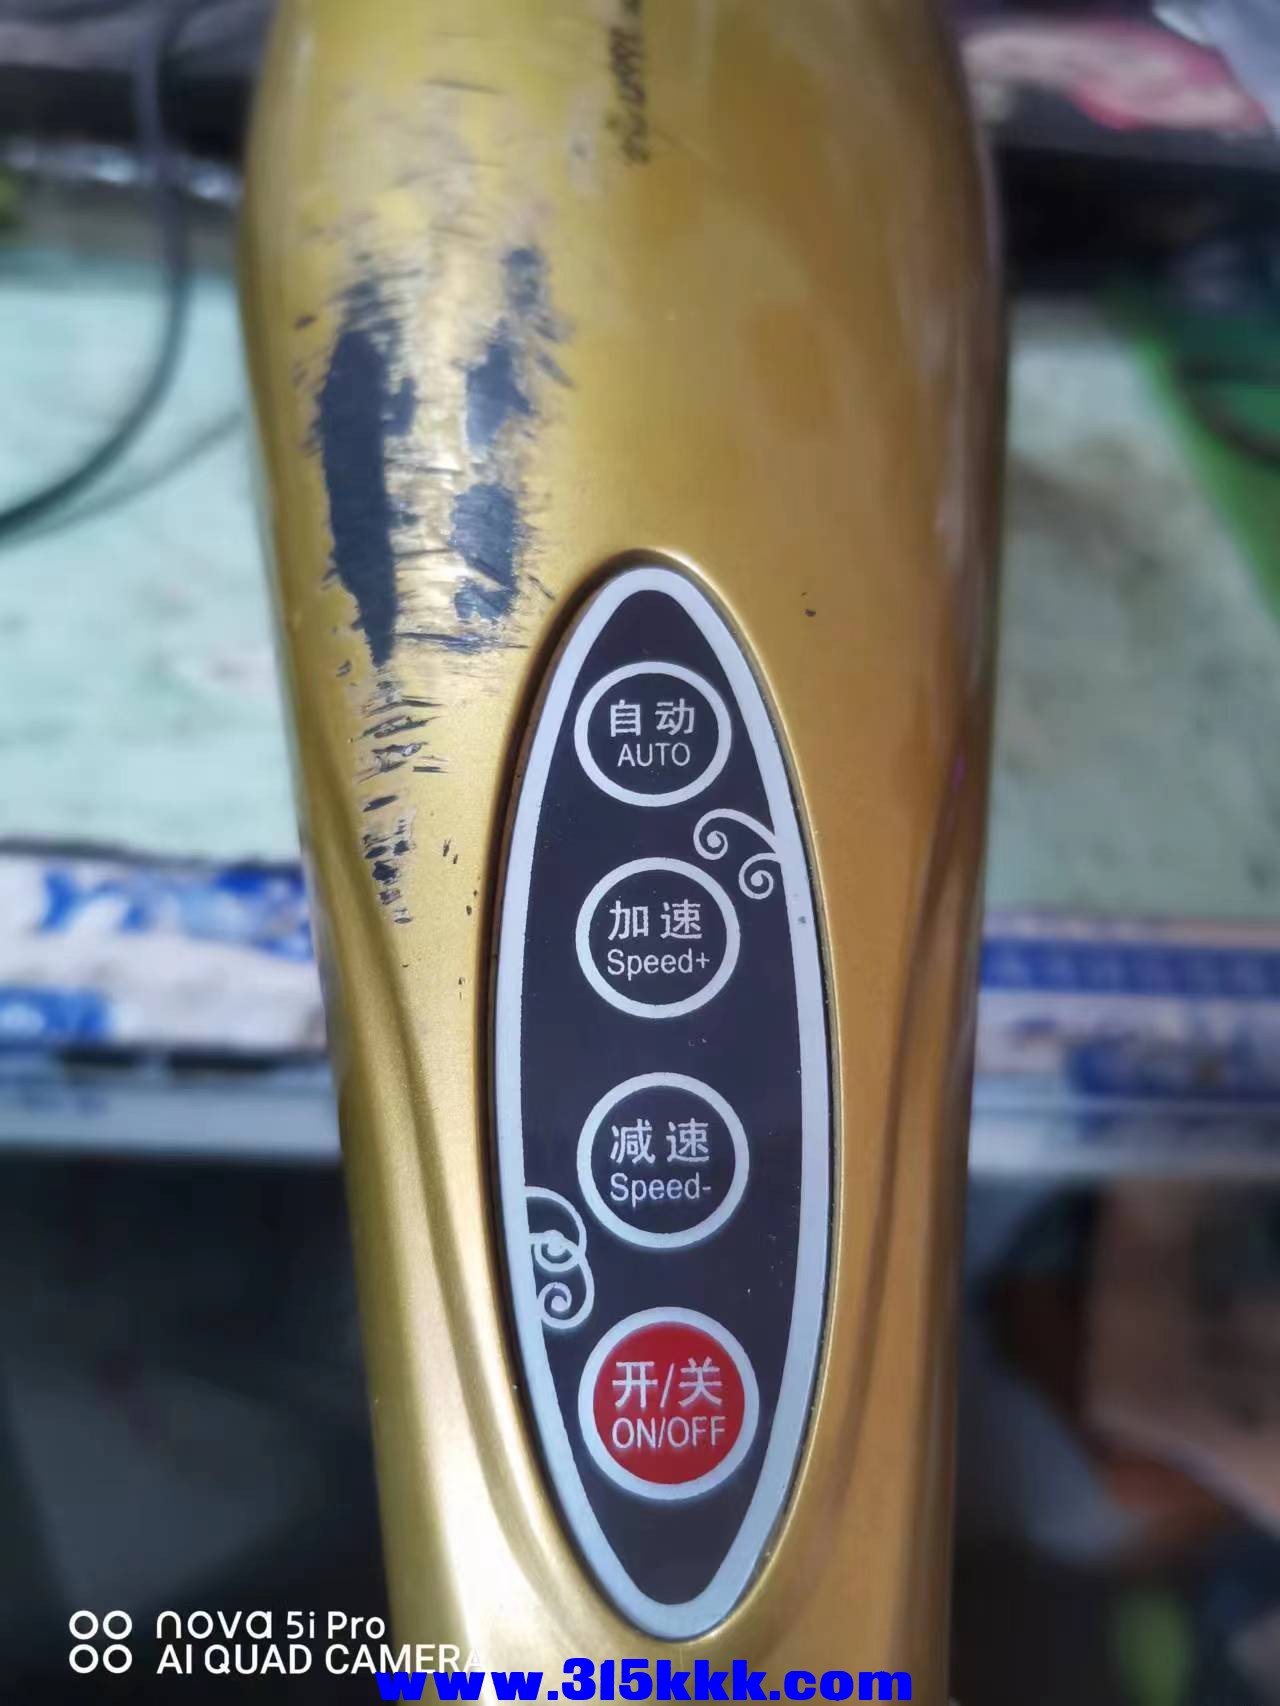 自动
AUTO
加速
Speed+
减速
Speed-
开/关
ON/OFF
nova 5i Pro
AI QUAD CAMERA
www.315kkk.com